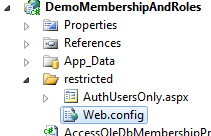 DemoMembershipAndRoles
Properties
References
App_Data
restricted
AuthUsersOnly.aspx
Web.config
AccessOleDbMembershipPr